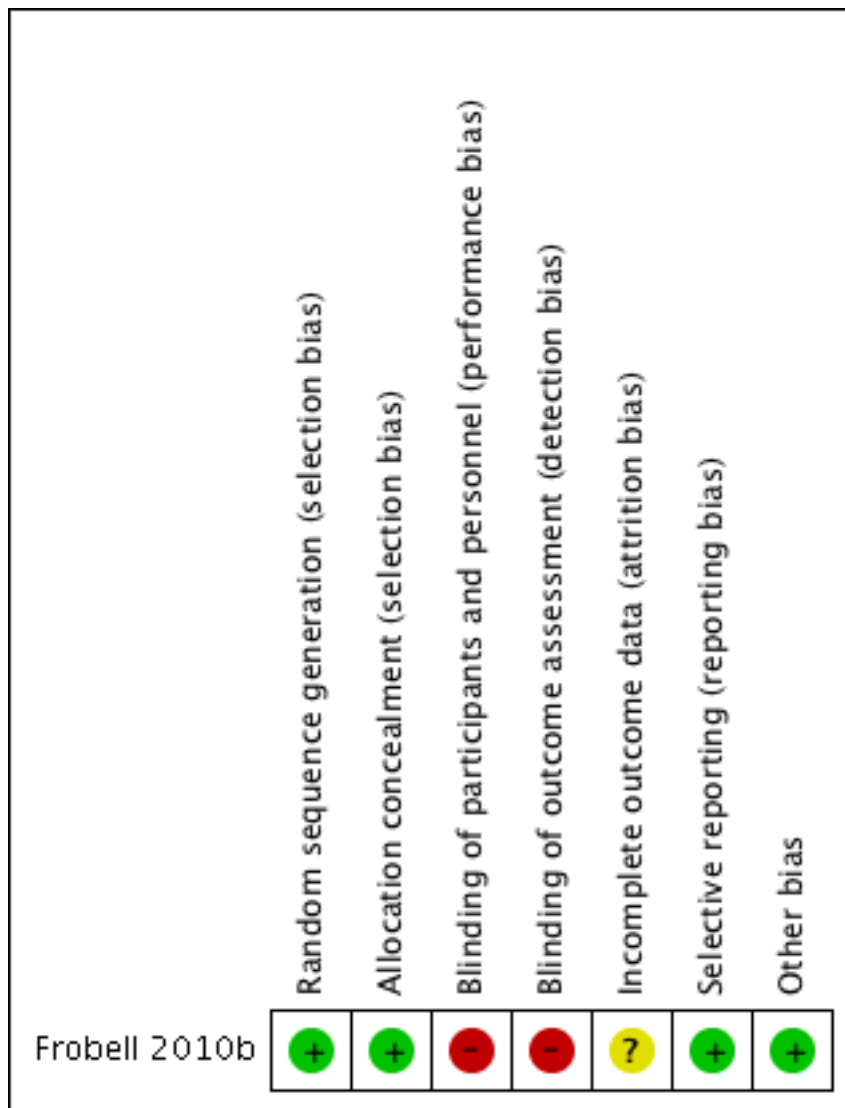 Random sequence generation (selection bias)
Allocation concealment (selection bias)
Blinding of participants and personnel (performance bias)
Blinding of outcome assessment (detection bias)
Incomplete outcome data (attrition bias)
Selective reporting (reporting bias)
Other bias
Frobell 2010b + + - - ? + +